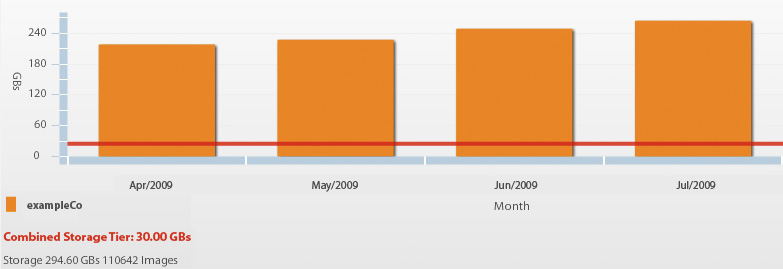 240
180
120
60
0
GBs
Apr/2009 May/2009 Jun/2009 Jul/2009
exampleCo
Month
Combined Storage Tier: 30.00 GBs
Storage 294.60 GBs 110642 Images